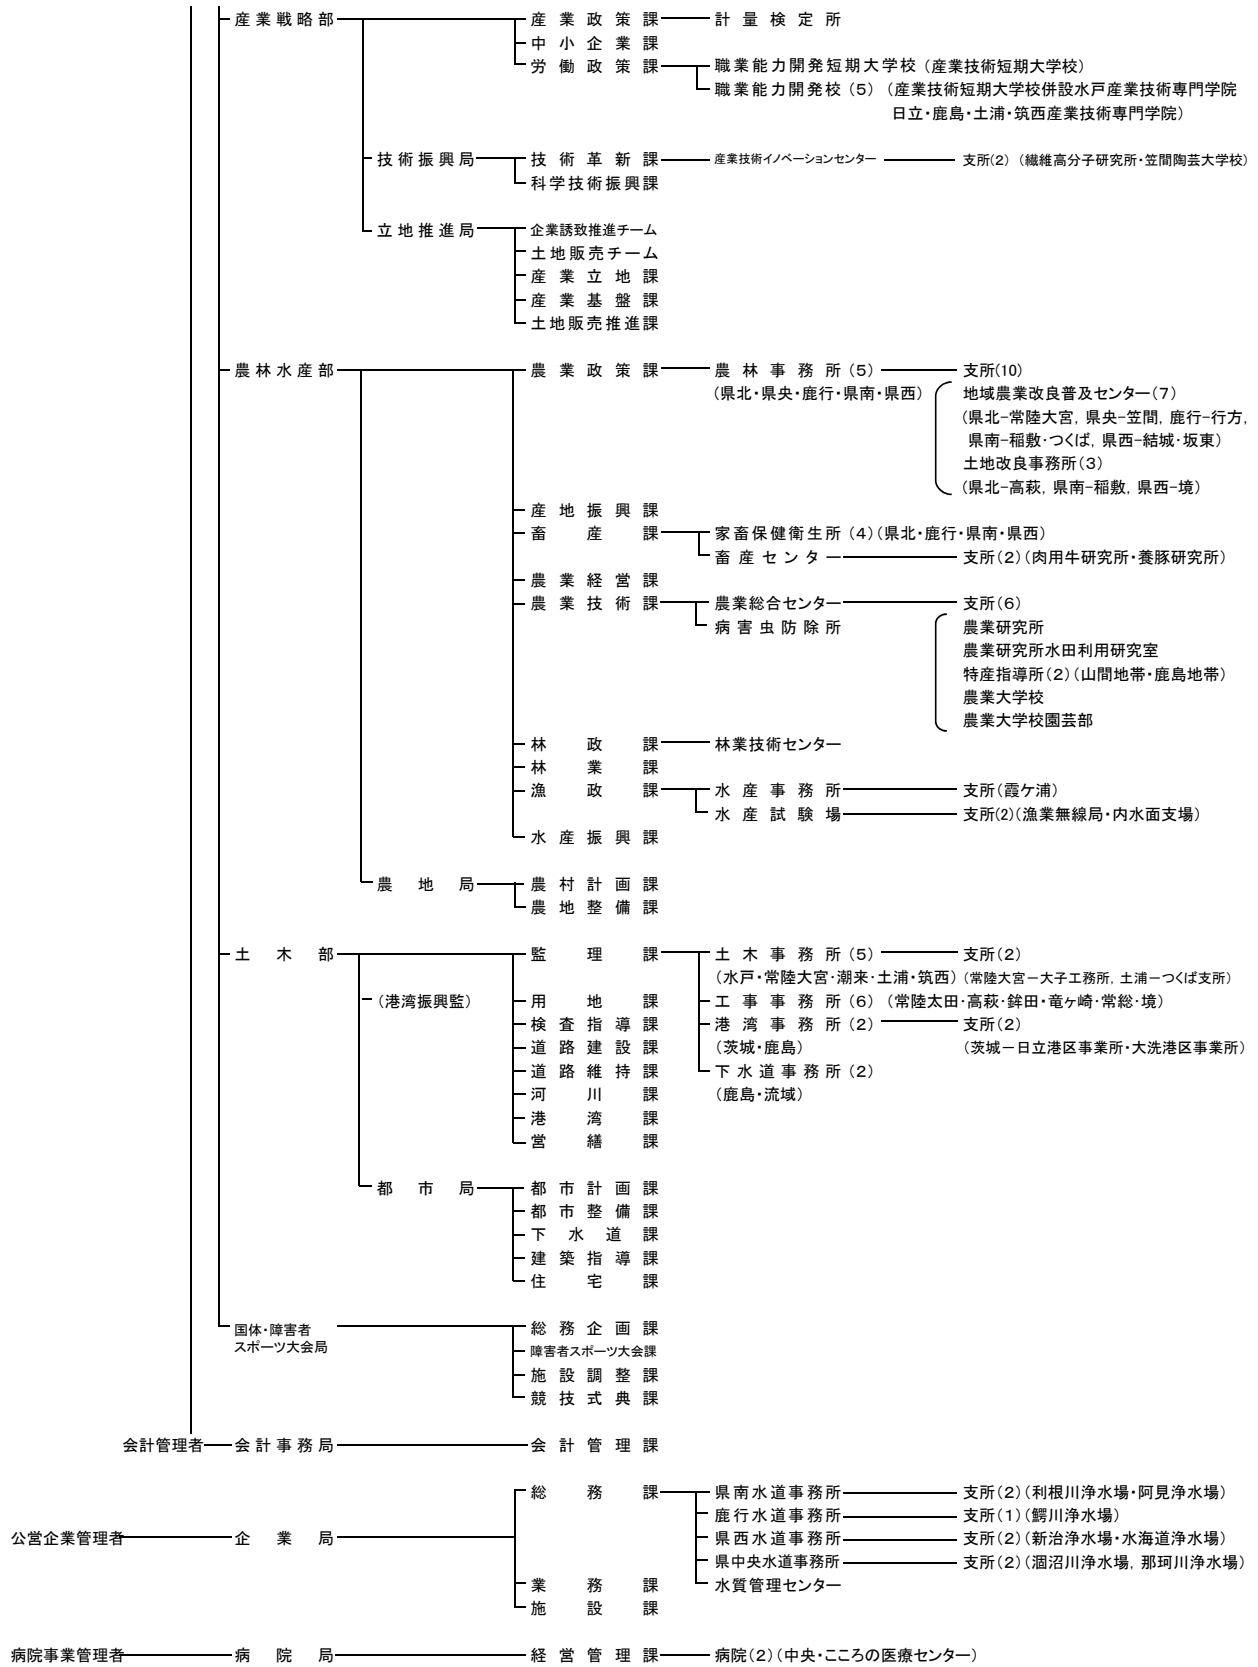 産業戦略部 産業政策課 計量検定所
中小企業課
労働政策課 職業能力開発短期大学校（産業技術短期大学校）
職業能力開発校（５）（産業技術短期大学校併設水戸産業技術専門学院
日立・鹿島・土浦・筑西産業技術専門学院）
技術振興局 技術革新課 産業技術イノベーションセンター 支所(2)（繊維高分子研究所・笠間陶芸大学校）
科学技術振興課
立地推進局 企業誘致推進チーム
土地販売チーム
産業立地課
産業基盤課
土地販売推進課
農林水産部 農業政策課 農林事務所（５） 支所(10)
（県北・県央・鹿行・県南・県西） 地域農業改良普及センター（７）
（県北－常陸大宮, 県央－笠間, 鹿行－行方,
県南－稲敷・つくば, 県西－結城・坂東）
土地改良事務所（３）
（県北－高萩, 県南－稲敷, 県西－境）
産地振興課
畜産課 家畜保健衛生所（４）（県北・鹿行・県南・県西）
畜産センター 支所（２）（肉用牛研究所・養豚研究所）
農業経営課
農業技術課 農業総合センター 支所（６）
病害虫防除所 農業研究所
農業研究所水田利用研究室
特産指導所（２）（山間地帯・鹿島地帯）
農業大学校
農業大学校園芸部
林政課 林業技術センター
林業課
漁政課 水産事務所 支所（霞ケ浦）
水産試験場 支所(2)（漁業無線局・内水面支場）
水産振興課
農地局 農村計画課
農地整備課
土木部 監理課 土木事務所（５） 支所（２）
（水戸・常陸大宮・潮来・土浦・筑西）（常陸大宮－大子工務所, 土浦－つくば支所）
（港湾振興監） 用地課 工事事務所（６）（常陸太田・高萩・鉾田・竜ヶ崎・常総・境）
検査指導課 港湾事務所（２） 支所（２）
道路建設課 （茨城・鹿島） （茨城－日立港区事業所・大洗港区事業所）
道路維持課 下水道事務所（２）
河川課 （鹿島・流域）
港湾課
営繕課
都市局 都市計画課
都市整備課
下水道課
建築指導課
住宅課
国体・障害者 総務企画課
スポーツ大会局
障害者スポーツ大会課
施設調整課
競技式典課
会計管理者 会計事務局 会計管理課
総務課 県南水道事務所 支所（２）（利根川浄水場・阿見浄水場）
鹿行水道事務所 支所（１）（鰐川浄水場）
公営企業管理者 企業局 県西水道事務所 支所（２）（新治浄水場・水海道浄水場）
県中央水道事務所 支所（２）（涸沼川浄水場, 那珂川浄水場）
業務課 水質管理センター
施設課
病院事業管理者 病院局 経営管理課 病院（２）（中央・こころの医療センター）